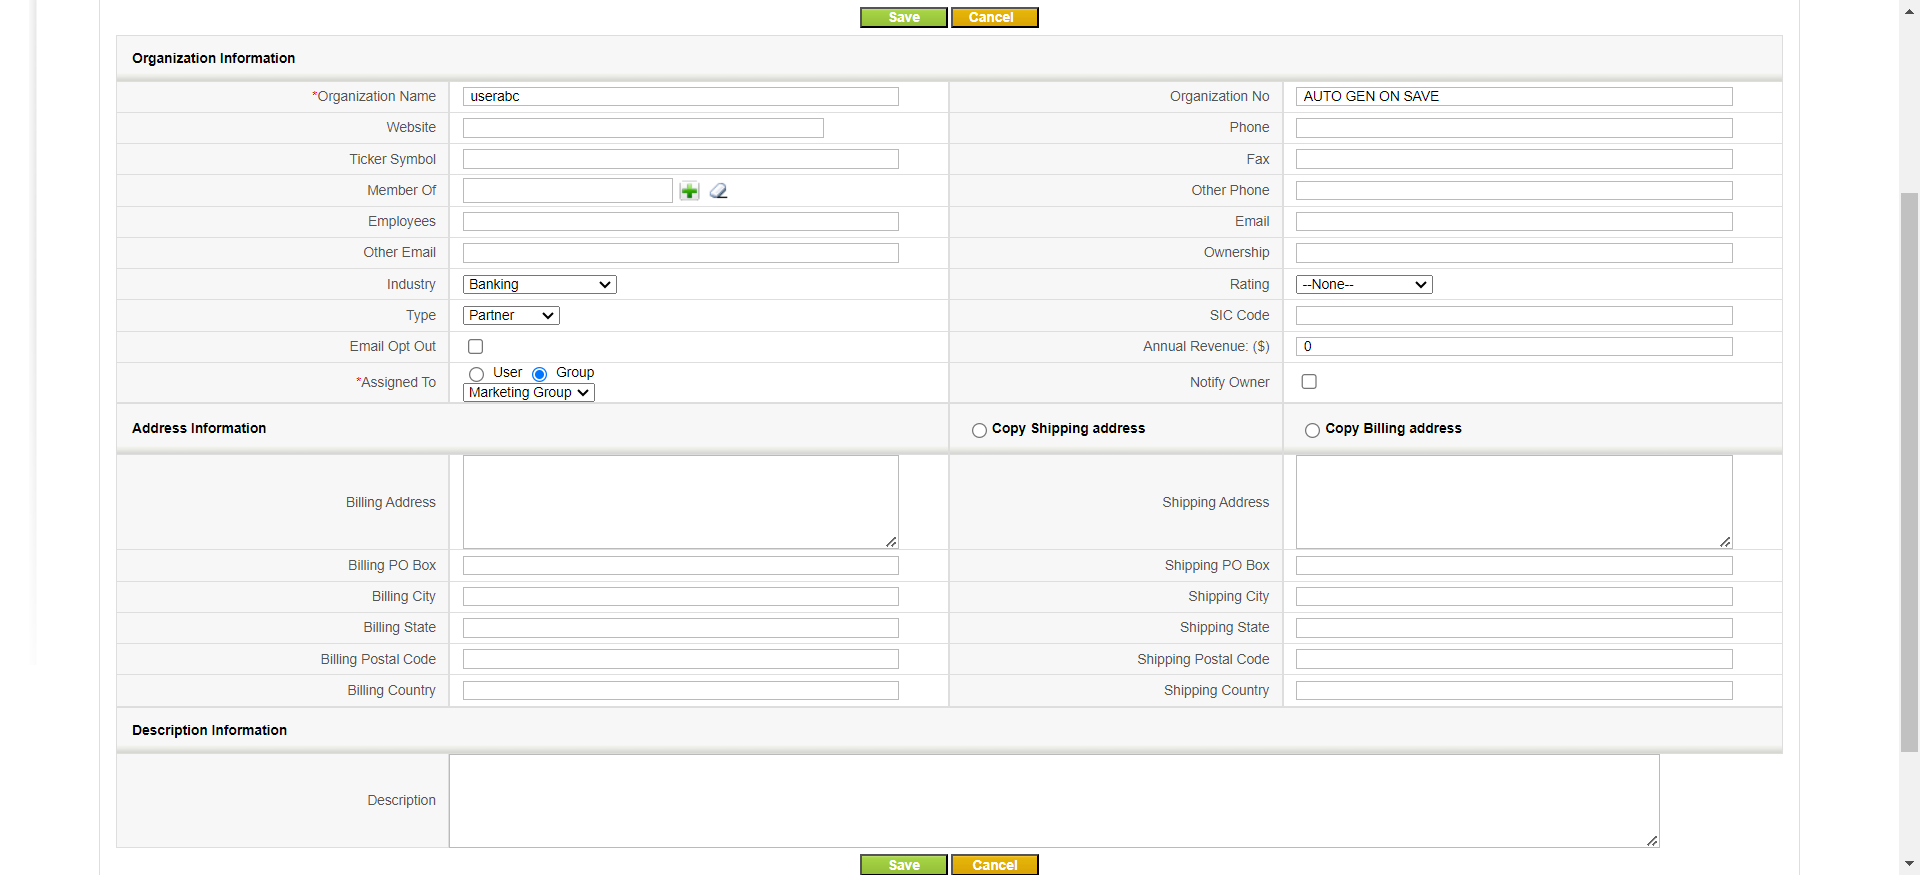 Save Cancel
Organization Information
*Organization Name userabc Organization No AUTO GEN ON SAVE
Website Phone
Ticker Symbol Fax
Member Of Other Phone
Employees Email
Other Email Ownership
Industry Banking Rating --None--
Type Partner SIC Code
Email Opt Out Annual Revenue: ($) 0
*Assigned To User Group Notify Owner
Marketing Group
Address Information Copy Shipping address Copy Billing address
Billing Address Shipping Address
Billing PO Box Shipping PO Box
Billing City Shipping City
Billing State Shipping State
Billing Postal Code Shipping Postal Code
Billing Country Shipping Country
Description Information
Description
Save Cancel